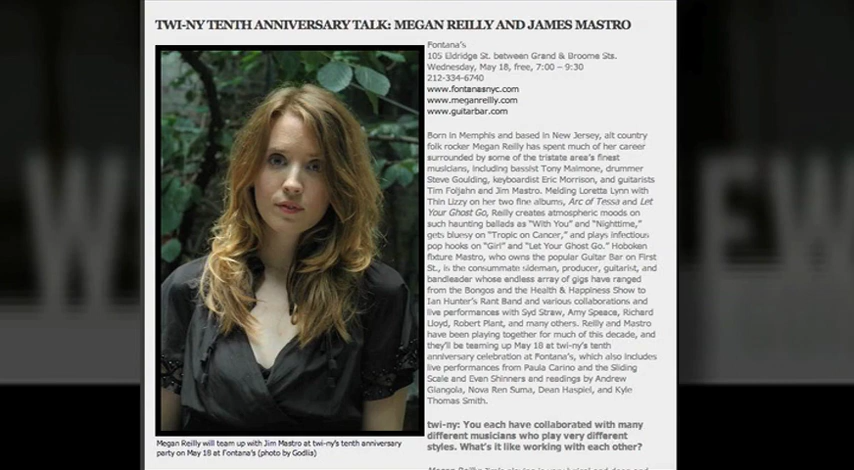 TWI-NY TENTH ANNIVERSARY TALK: MEGAN REILLY AND JAMES MASTRO
Fontana's
105 Eldridge St. between Grand & Broome Sts.
Wednesday, May 18, free, 7:00 – 9:30
212-334-6740
www.fontanasnyc.com
www.meganreilly.com
www.guitarbar.com
Born in Memphis and based in New Jersey, alt country
folk rocker Megan Reilly has spent much of her career
surrounded by some of the tristate area's finest
musicians, including bassist Tony Maimone, drummer
Steve Goulding, keyboardist Eric Morrison, and guitarists
Tim Foljahn and Jim Mastro. Melding Loretta Lynn with
Thin Lizzy on her two fine albums, Arc of Tessa and Let
Your Ghost Go, Reilly creates atmospheric moods on
such haunting ballads as "With You" and "Nighttime,"
gets bluesy on "Tropic on Cancer," and plays infectious
pop hooks on "Girl" and "Let Your Ghost Go." Hoboken
fixture Mastro, who owns the popular Guitar Bar on First
St., is the consummate sideman, producer, guitarist, and
bandleader whose endless array of gigs have ranged
from the Bongos and the Health & Happiness Show to
Ian Hunter's Rant Band and various collaborations and
live performances with Syd Straw, Amy Speace, Richard
Lloyd, Robert Plant, and many others. Reilly and Mastro
have been playing together for much of this decade, and
they'll be teaming up May 18 at twi-ny's tenth
anniversary celebration at Fontana's, which also includes
live performances from Paula Carino and the Sliding
Scale and Evan Shinners and readings by Andrew
Giangola, Nova Ren Suma, Dean Haspiel, and Kyle
Thomas Smith.
twi-ny: You each have collaborated with many
different musicians who play very different
styles. What's it like working with each other?
Megan Reilly will team up with Jim Mastro at twi-ny's tenth anniversary
party on May 18 at Fontana's (photo by Godlis)